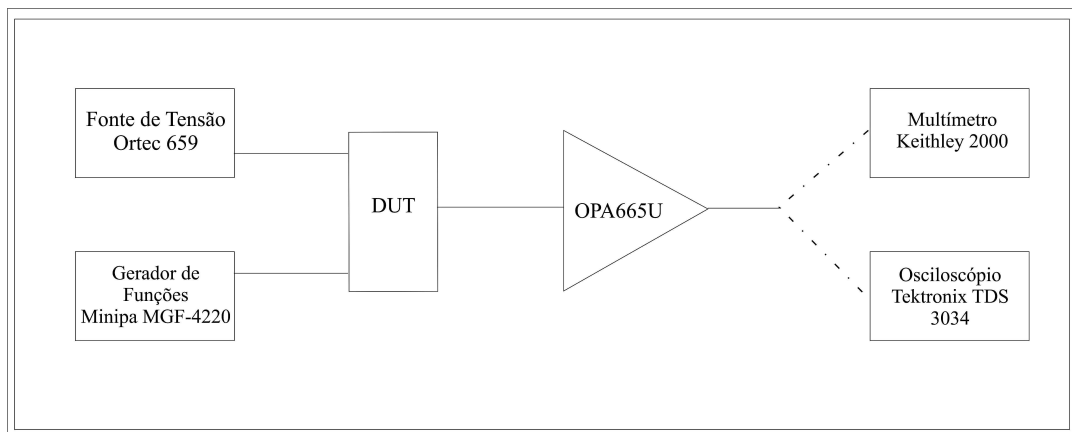 Fonte de Tensão
Ortec 659
Gerador de
Funções
Minipa MGF-4220
DUT
OPA665U
Multímetro
Keithley 2000
Osciloscópio
Tektronix TDS
3034